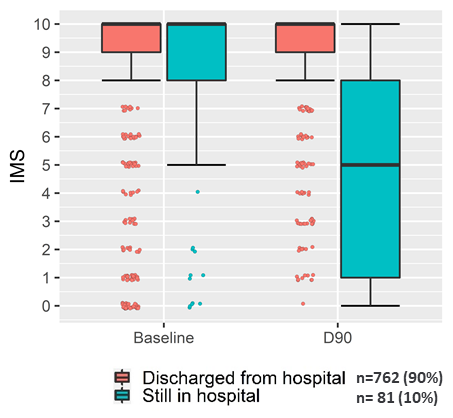 IMS
10
9
8
7
6
5
4
3
2
1
0
Baseline D90
Discharged from hospital n=762 (90%)
Still in hospital n= 81 (10%)